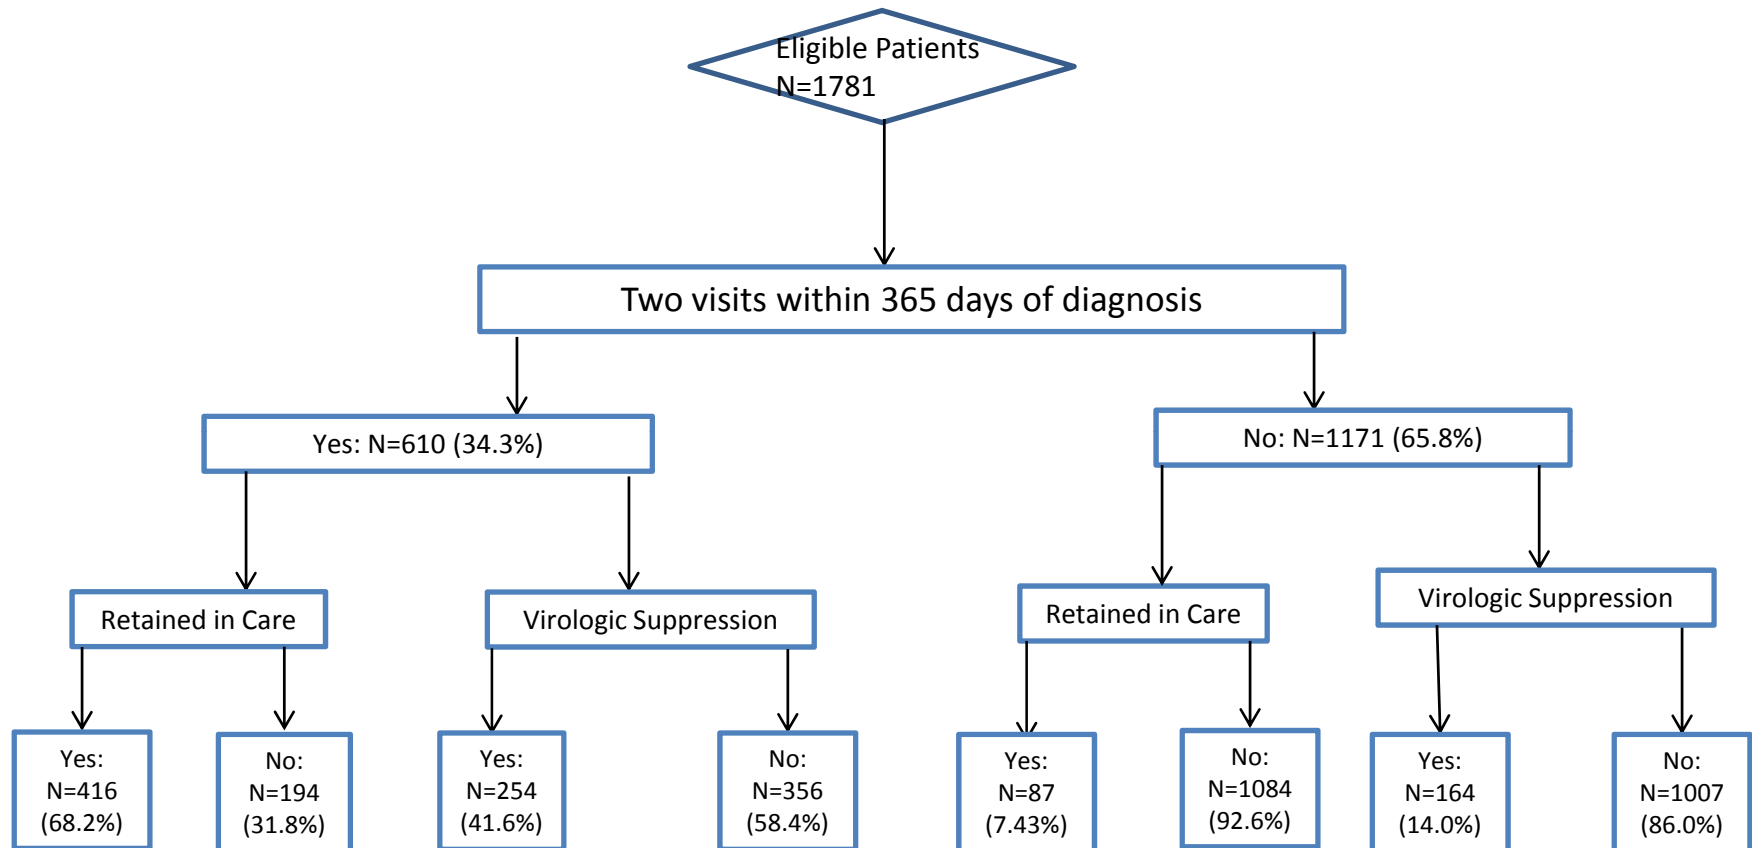 Eligible Patients
N=1781
Two visits within 365 days of diagnosis
Yes: N=610 (34.3%)
No: N=1171 (65.8%)
Retained in Care
Virologic Suppression
Retained in Care
Virologic Suppression
Yes:
N=416
(68.2%)
No:
N=194
(31.8%)
Yes:
N=254
(41.6%)
No:
N=356
(58.4%)
Yes:
N=87
(7.43%)
No:
N=1084
(92.6%)
Yes:
N=164
(14.0%)
No:
N=1007
(86.0%)